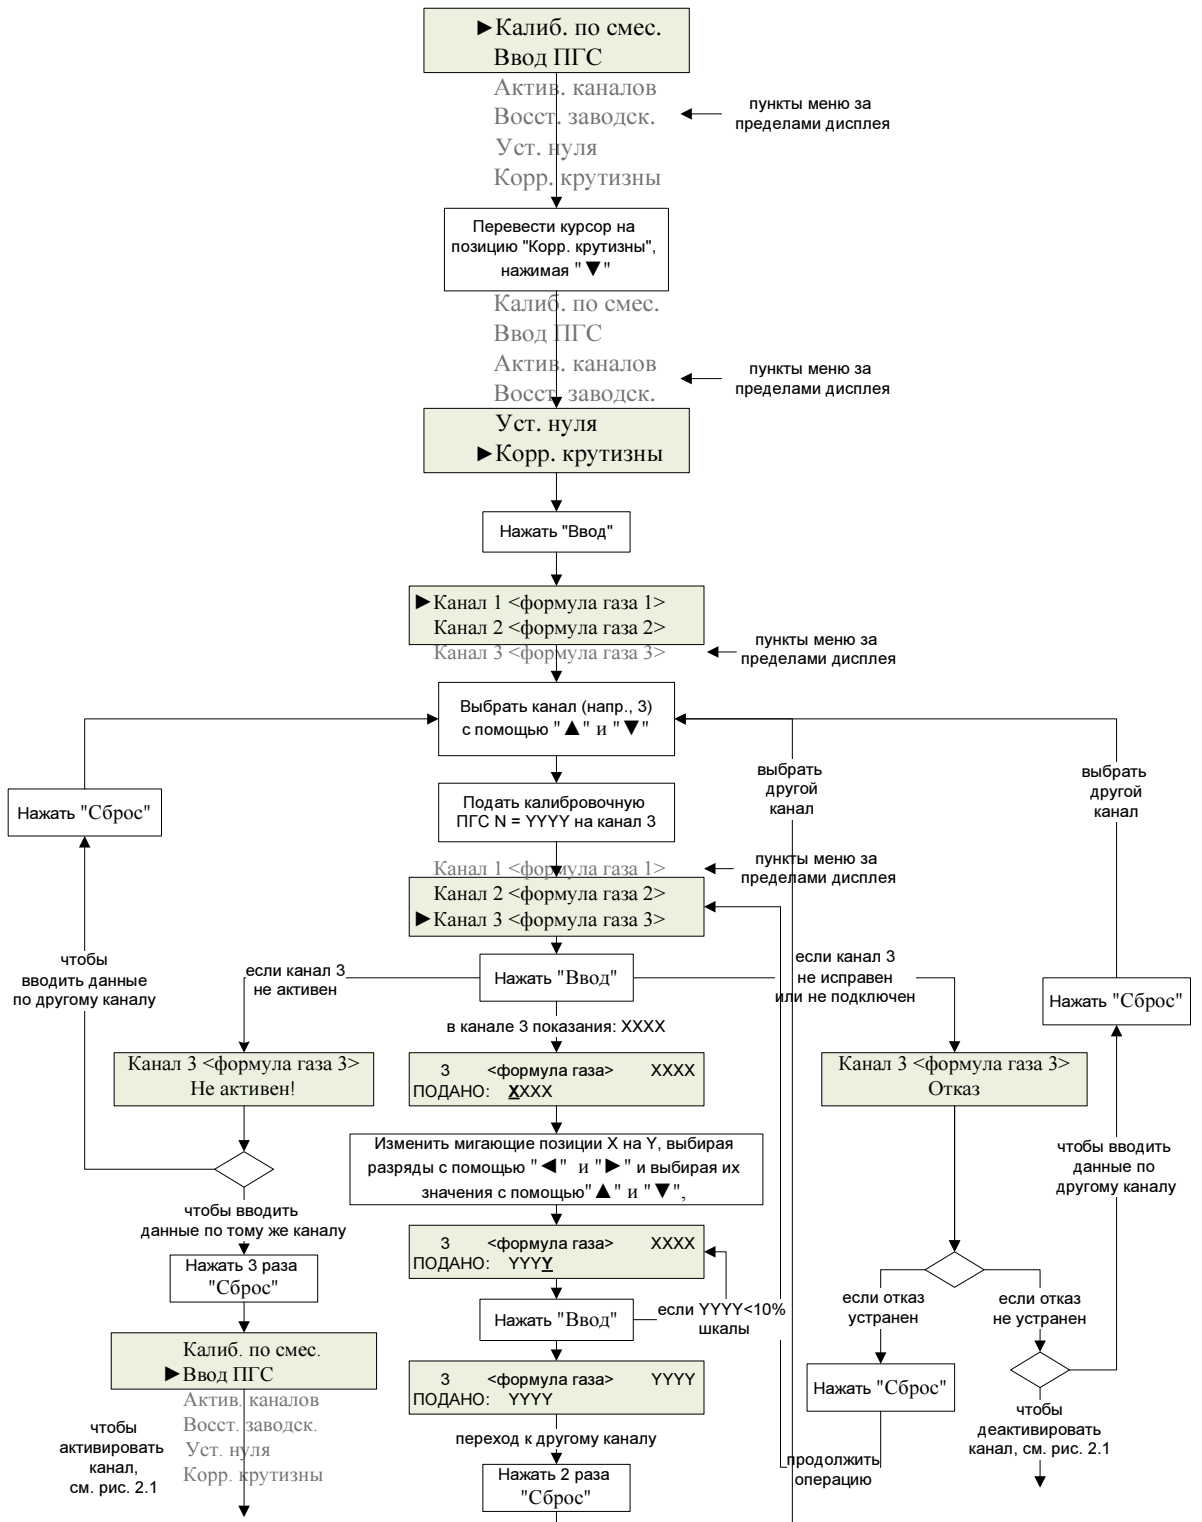 ►Калиб. по смес.
Ввод ПГС
Актив. каналов
Восст. заводск.
Уст. нуля
Корр. крутизны
пункты меню за
пределами дисплея
Перевести курсор на
позицию "Корр. крутизны",
нажимая "▼"
Калиб. по смес.
Ввод ПГС
Актив. каналов
Восст. заводск.
пункты меню за
пределами дисплея
Уст. нуля
►Корр. крутизны
Нажать "Ввод"
►Канал 1 <формула газа 1>
Канал 2 <формула газа 2>
Канал 3 <формула газа 3>
пункты меню за
пределами дисплея
Выбрать канал (напр., 3)
с помощью "▲" и "▼"
Нажать "Сброс"
Подать калибровочную
ПГС N = YYYY на канал 3
выбрать
другой
канал
выбрать
другой
канал
Канал 1 <формула газа 1>
Канал 2 <формула газа 2>
►Канал 3 <формула газа 3>
пункты меню за
пределами дисплея
чтобы
вводить данные
по другому каналу
если канал 3
не активен
Нажать "Ввод"
если канал 3
не исправен
или не подключен
Нажать "Сброс"
в канале 3 показания: XXXX
Канал 3 <формула газа 3>
Не активен!
3 <формула газа> XXXX
ПОДАНО: XXXX
Канал 3 <формула газа 3>
Отказ
Изменить мигающие позиции X на Y, выбирая
разряды с помощью "◄" и "►" и выбирая их
значения с помощью"▲" и "▼",
чтобы вводить
данные по
другому каналу
чтобы вводить
данные по тому же каналу
3 <формула газа> XXXX
ПОДАНО: YYYY
Нажать 3 раза
"Сброс"
Нажать "Ввод"
если YYYY<10%
шкалы
если отказ
устранен
если отказ
не устранен
Калиб. по смес.
►Ввод ПГС
Актив. каналов
Восст. заводск.
Уст. нуля
Корр. крутизны
3 <формула газа> YYYY
ПОДАНО: YYYY
Нажать "Сброс"
чтобы
активировать
канал,
см. рис. 2.1
переход к другому каналу
Нажать 2 раза
"Сброс"
продолжить
операцию
чтобы
деактивировать
канал, см. рис. 2.1